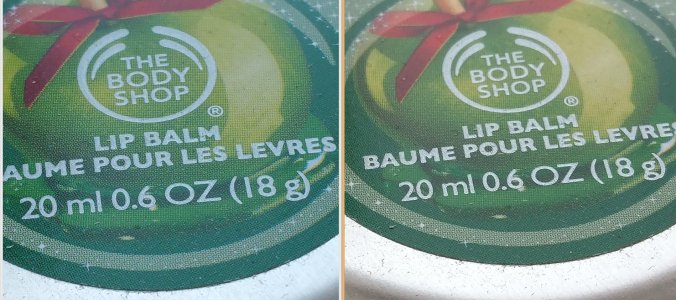 THE
BODY
SHOP
®
LIP BALM
AUME POUR LES LEVRES
20 ml 0.6 OZ (18 g)
THE
BODY
SHOP
®
LIP BALM
BAUME POUR LES LEVRES
20 ml 0.6 OZ (18 g)